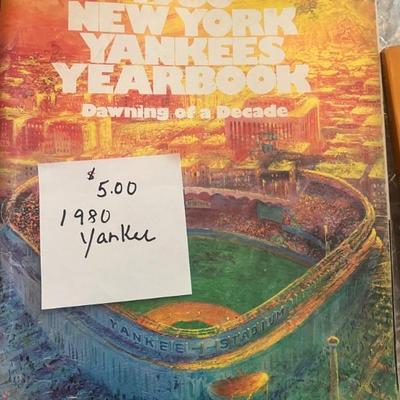 NEW YORK
YANKEES
YEARBOOK
Dawning of a Decade
$5.00
1980
Yankee
YANKEE STADIUM